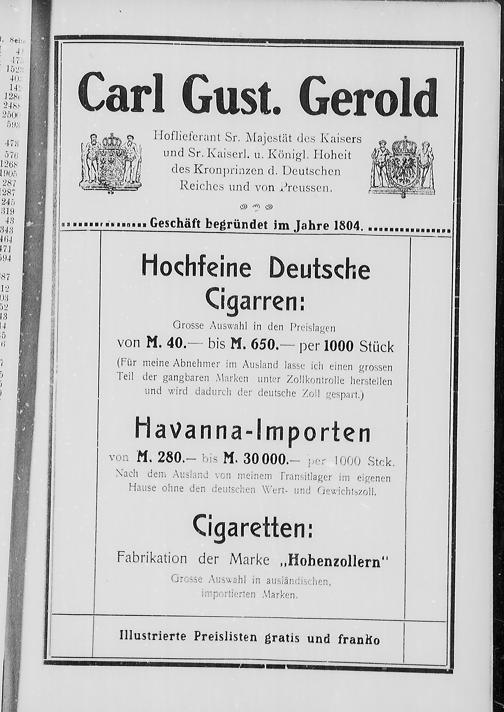 Carl Gust. Gerold
Hoflieferant Sr. Majestät des Kaisers
und Sr. Kaiserl. u. Königl. Hoheit
des Kronprinzen d. Deutschen
Reiches und von Preussen.
Geschäft begründet im Jahre 1804.
Hochfeine Deutsche
Cigarren:
Grosse Auswahl in den Preislagen
von M. 40.— bis M. 650.— per 1000 Stück
(Für meine Abnehmer im Ausland lasse ich einen grossen
Teil der gangbaren Marken unter Zollkontrolle herstellen
und wird dadurch der deutsche Zoll gespart.)
Havanna-Importen
von M. 280.— bis M. 30000.— per 1000 Stck.
Nach dem Ausland von meinem Transitlager im eigenen
Hause ohne den deutschen Wert- und Gewichtszoll.
Cigaretten:
Fabrikation der Marke „Hohenzollern“
Grosse Auswahl in ausländischen,
importierten Marken.
Illustrierte Preislisten gratis und franko